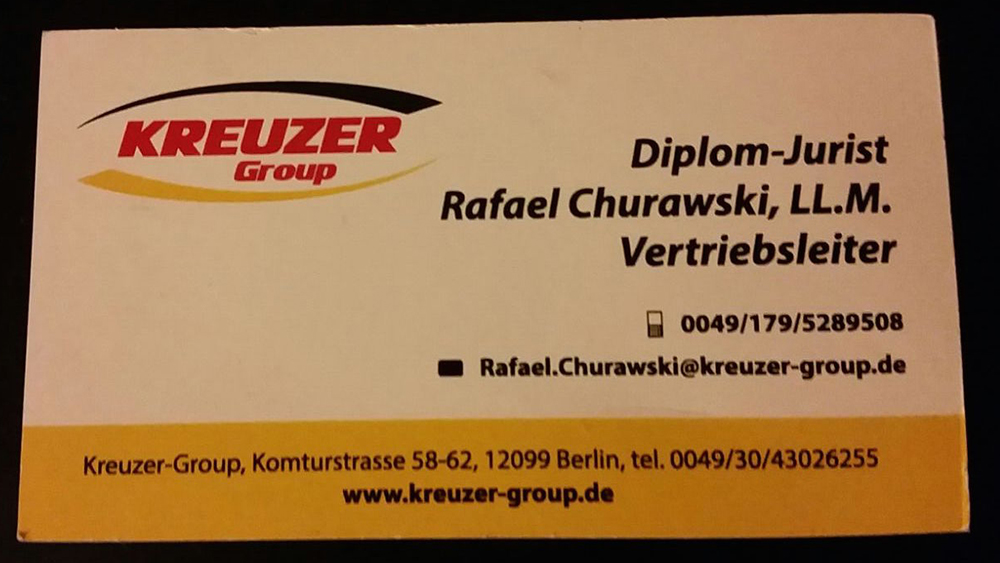 KREUZER
Group
Diplom-Jurist
Rafael Churawski, LL.M.
Vertriebsleiter
0049/179/5289508
Rafael.Churawski@kreuzer-group.de
Kreuzer-Group, Komturstrasse 58-62, 12099 Berlin, tel. 0049/30/43026255
www.kreuzer-group.de